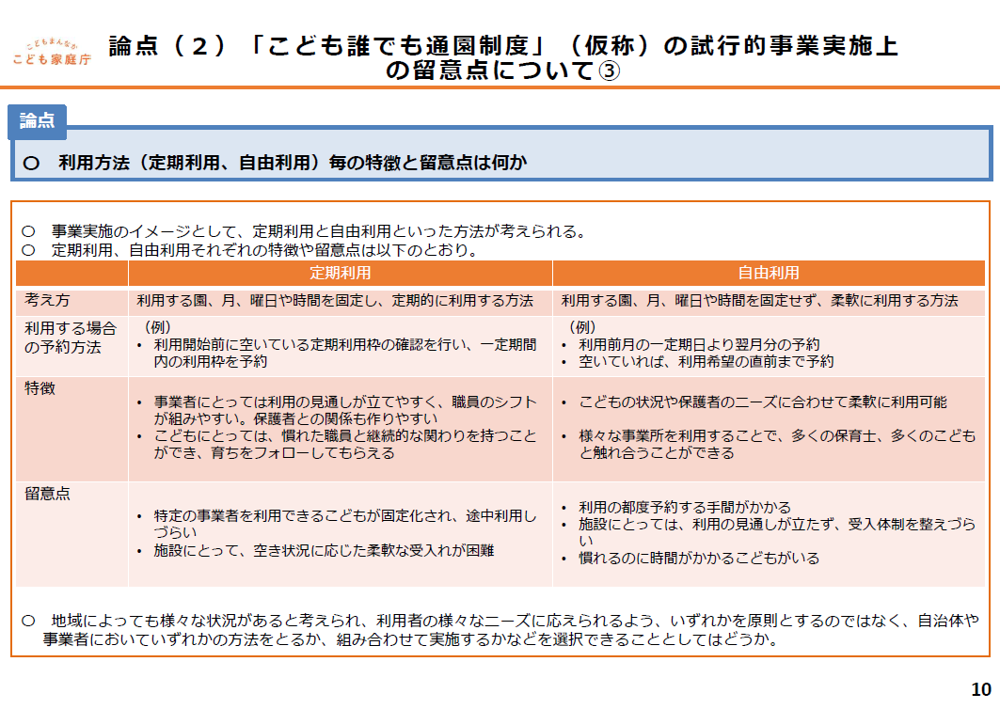 こどもまんなか
こども家庭庁
論点（２）「こども誰でも通園制度」（仮称）の試行的事業実施上
の留意点について③
論点
〇　利用方法（定期利用、自由利用）毎の特徴と留意点は何か
〇　事業実施のイメージとして、定期利用と自由利用といった方法が考えられる。
〇　定期利用、自由利用それぞれの特徴や留意点は以下のとおり。
定期利用
自由利用
考え方
利用する園、月、曜日や時間を固定し、定期的に利用する方法
利用する園、月、曜日や時間を固定せず、柔軟に利用する方法
利用する場合
の予約方法
（例）
• 利用開始前に空いている定期利用枠の確認を行い、一定期間
内の利用枠を予約
（例）
• 利用前月の一定期日より翌月分の予約
• 空いていれば、利用希望の直前まで予約
特徴
• 事業者にとっては利用の見通しが立てやすく、職員のシフト
が組みやすい。保護者との関係も作りやすい
• こどもにとっては、慣れた職員と継続的な関わりを持つこと
ができ、育ちをフォローしてもらえる
• こどもの状況や保護者のニーズに合わせて柔軟に利用可能
• 様々な事業所を利用することで、多くの保育士、多くのこども
と触れ合うことができる
留意点
• 特定の事業者を利用できるこどもが固定化され、途中利用し
づらい
• 施設にとって、空き状況に応じた柔軟な受入れが困難
• 利用の都度予約する手間がかかる
• 施設にとっては、利用の見通しが立たず、受入体制を整えづら
い
• 慣れるのに時間がかかるこどもがいる
〇　地域によっても様々な状況があると考えられ、利用者の様々なニーズに応えられるよう、いずれかを原則とするのではなく、自治体や
事業者においていずれかの方法をとるか、組み合わせて実施するかなどを選択できることとしてはどうか。
10